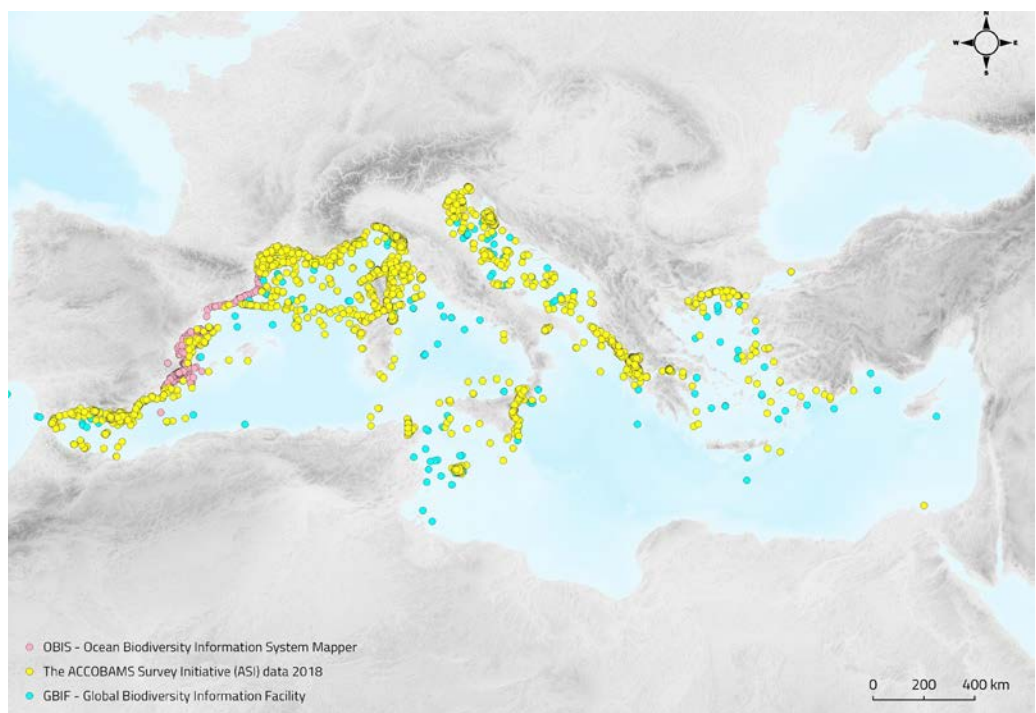 N
W E
S
OBIS - Ocean Biodiversity Information System Mapper
The ACCOBAMS Survey Initiative (ASI) data 2018
GBIF - Global Biodiversity Information Facility
0 200 400 km